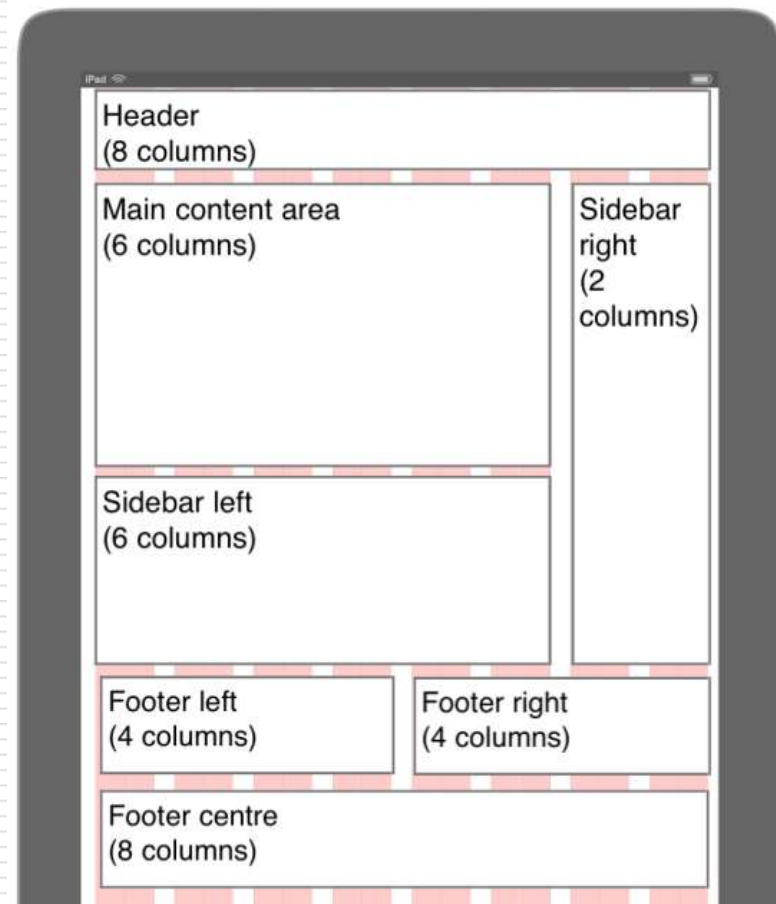 iPad
Header
(8 columns)
Main content area
(6 columns)
Sidebar
right
(2
columns)
Sidebar left
(6 columns)
Footer left
(4 columns)
Footer right
(4 columns)
Footer centre
(8 columns)